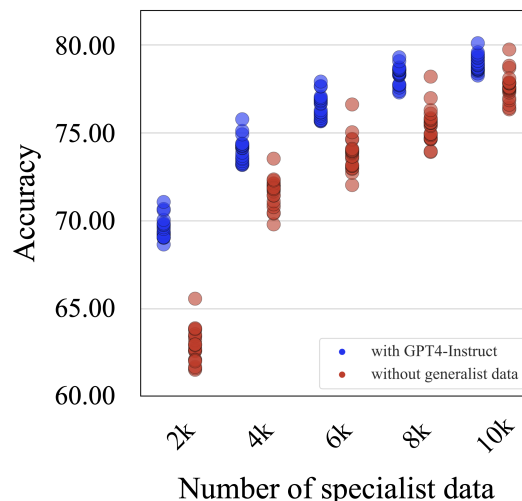 80.00
75.00
70.00
65.00
60.00
Accuracy
with GPT4-Instruct
without generalist data
2k
4k
6k
8k
10k
Number of specialist data